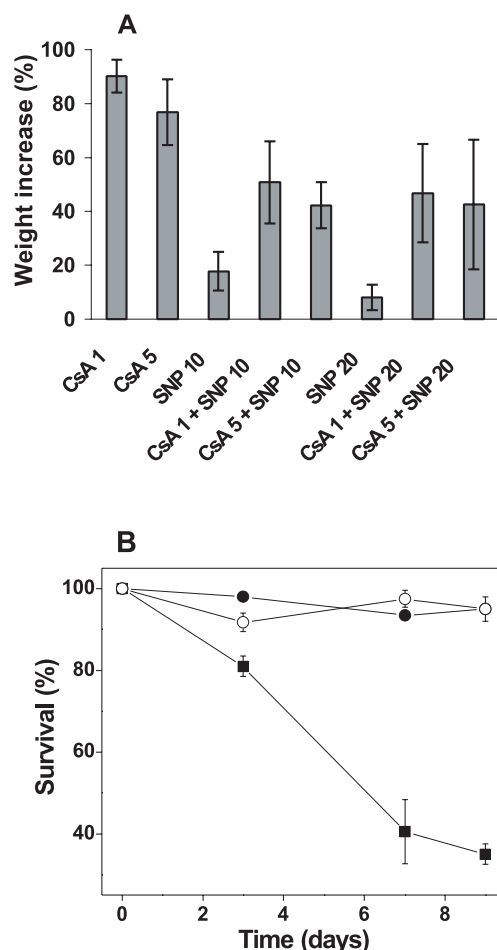 A
Weight increase (%)
100
80
60
40
20
0
CsA 1
CsA 5
SNP 10
CsA 1 + SNP 10
CsA 5 + SNP 10
SNP 20
CsA 1 + SNP 20
CsA 5 + SNP 20
B
Survival (%)
100
80
60
40
0 2 4 6 8
Time (days)